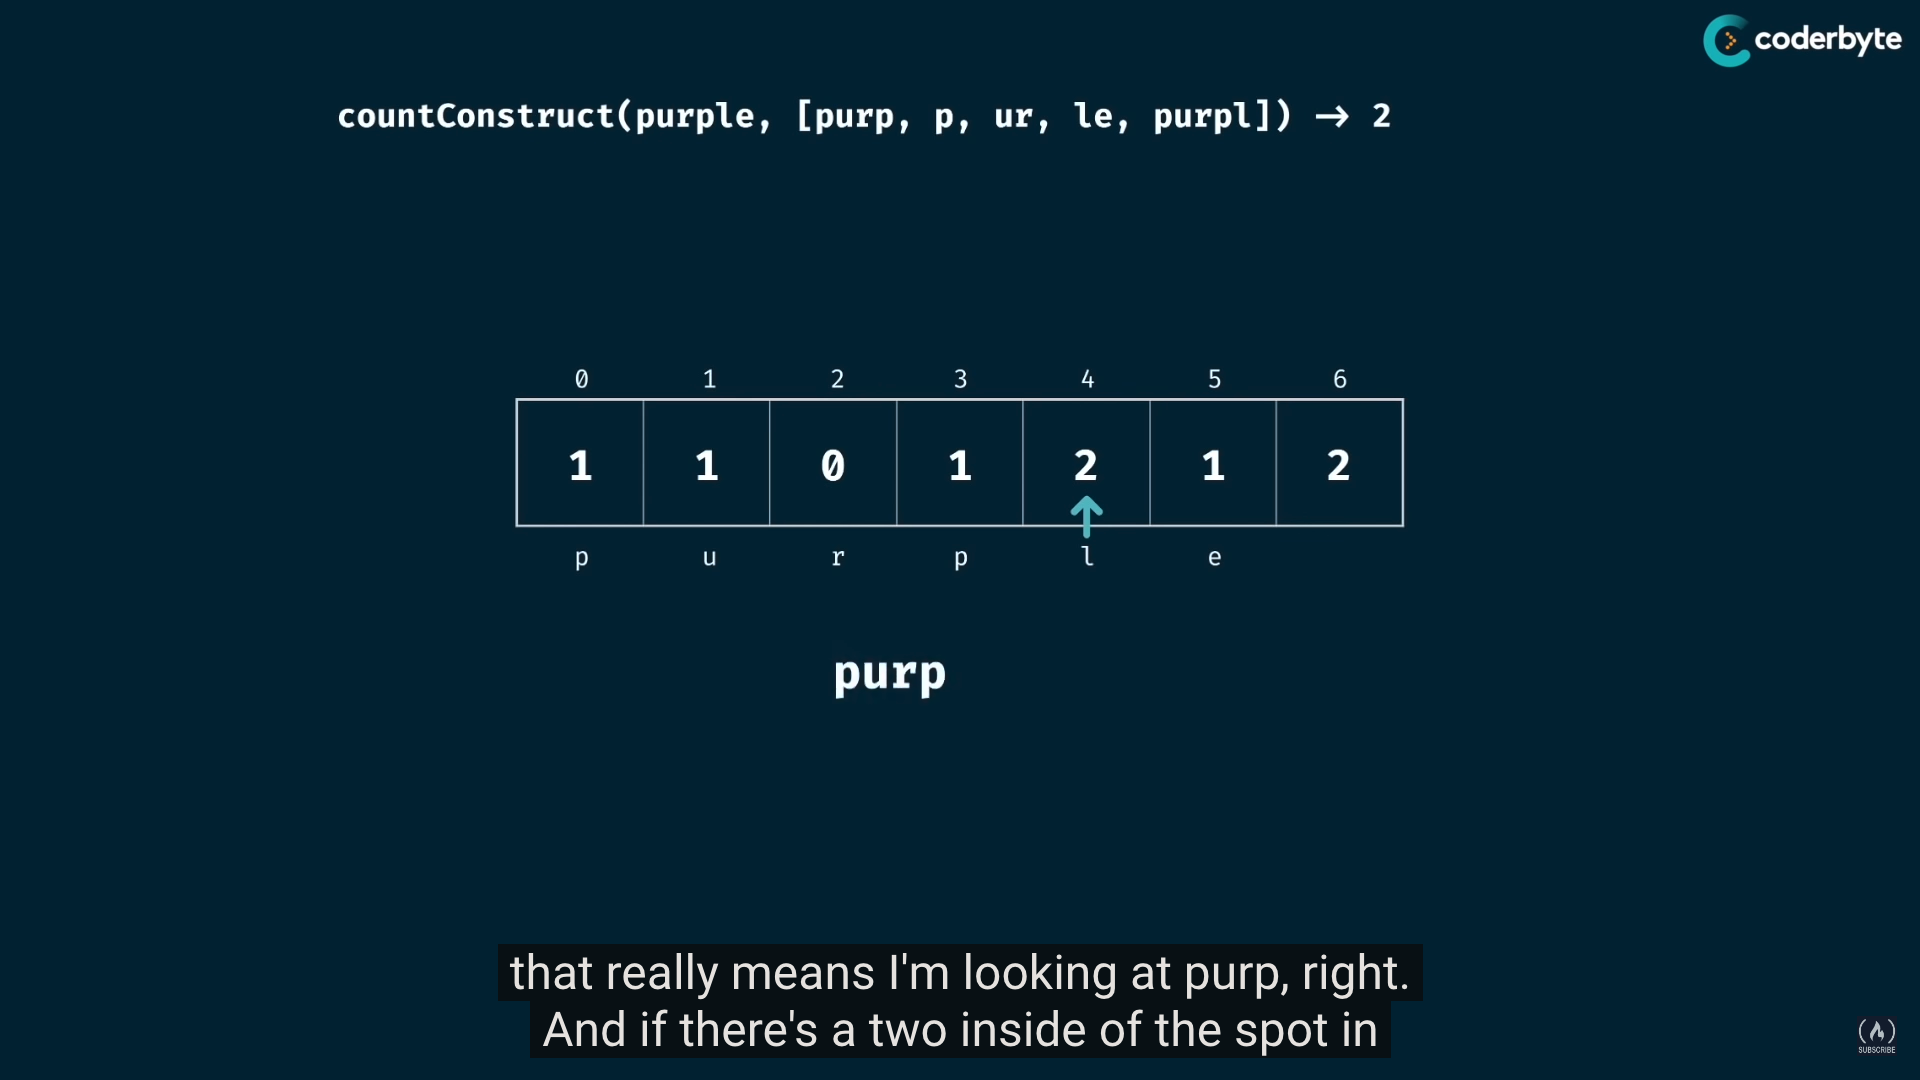 coderbyte
countConstruct(purple, [purp, p, ur, le, purpl]) → 2
0 1 2 3 4 5 6
1 1 0 1 2 1 2
p u r p l e
purp
that really means I'm looking at purp, right.
And if there's a two inside of the spot in
SUBSCRIBE